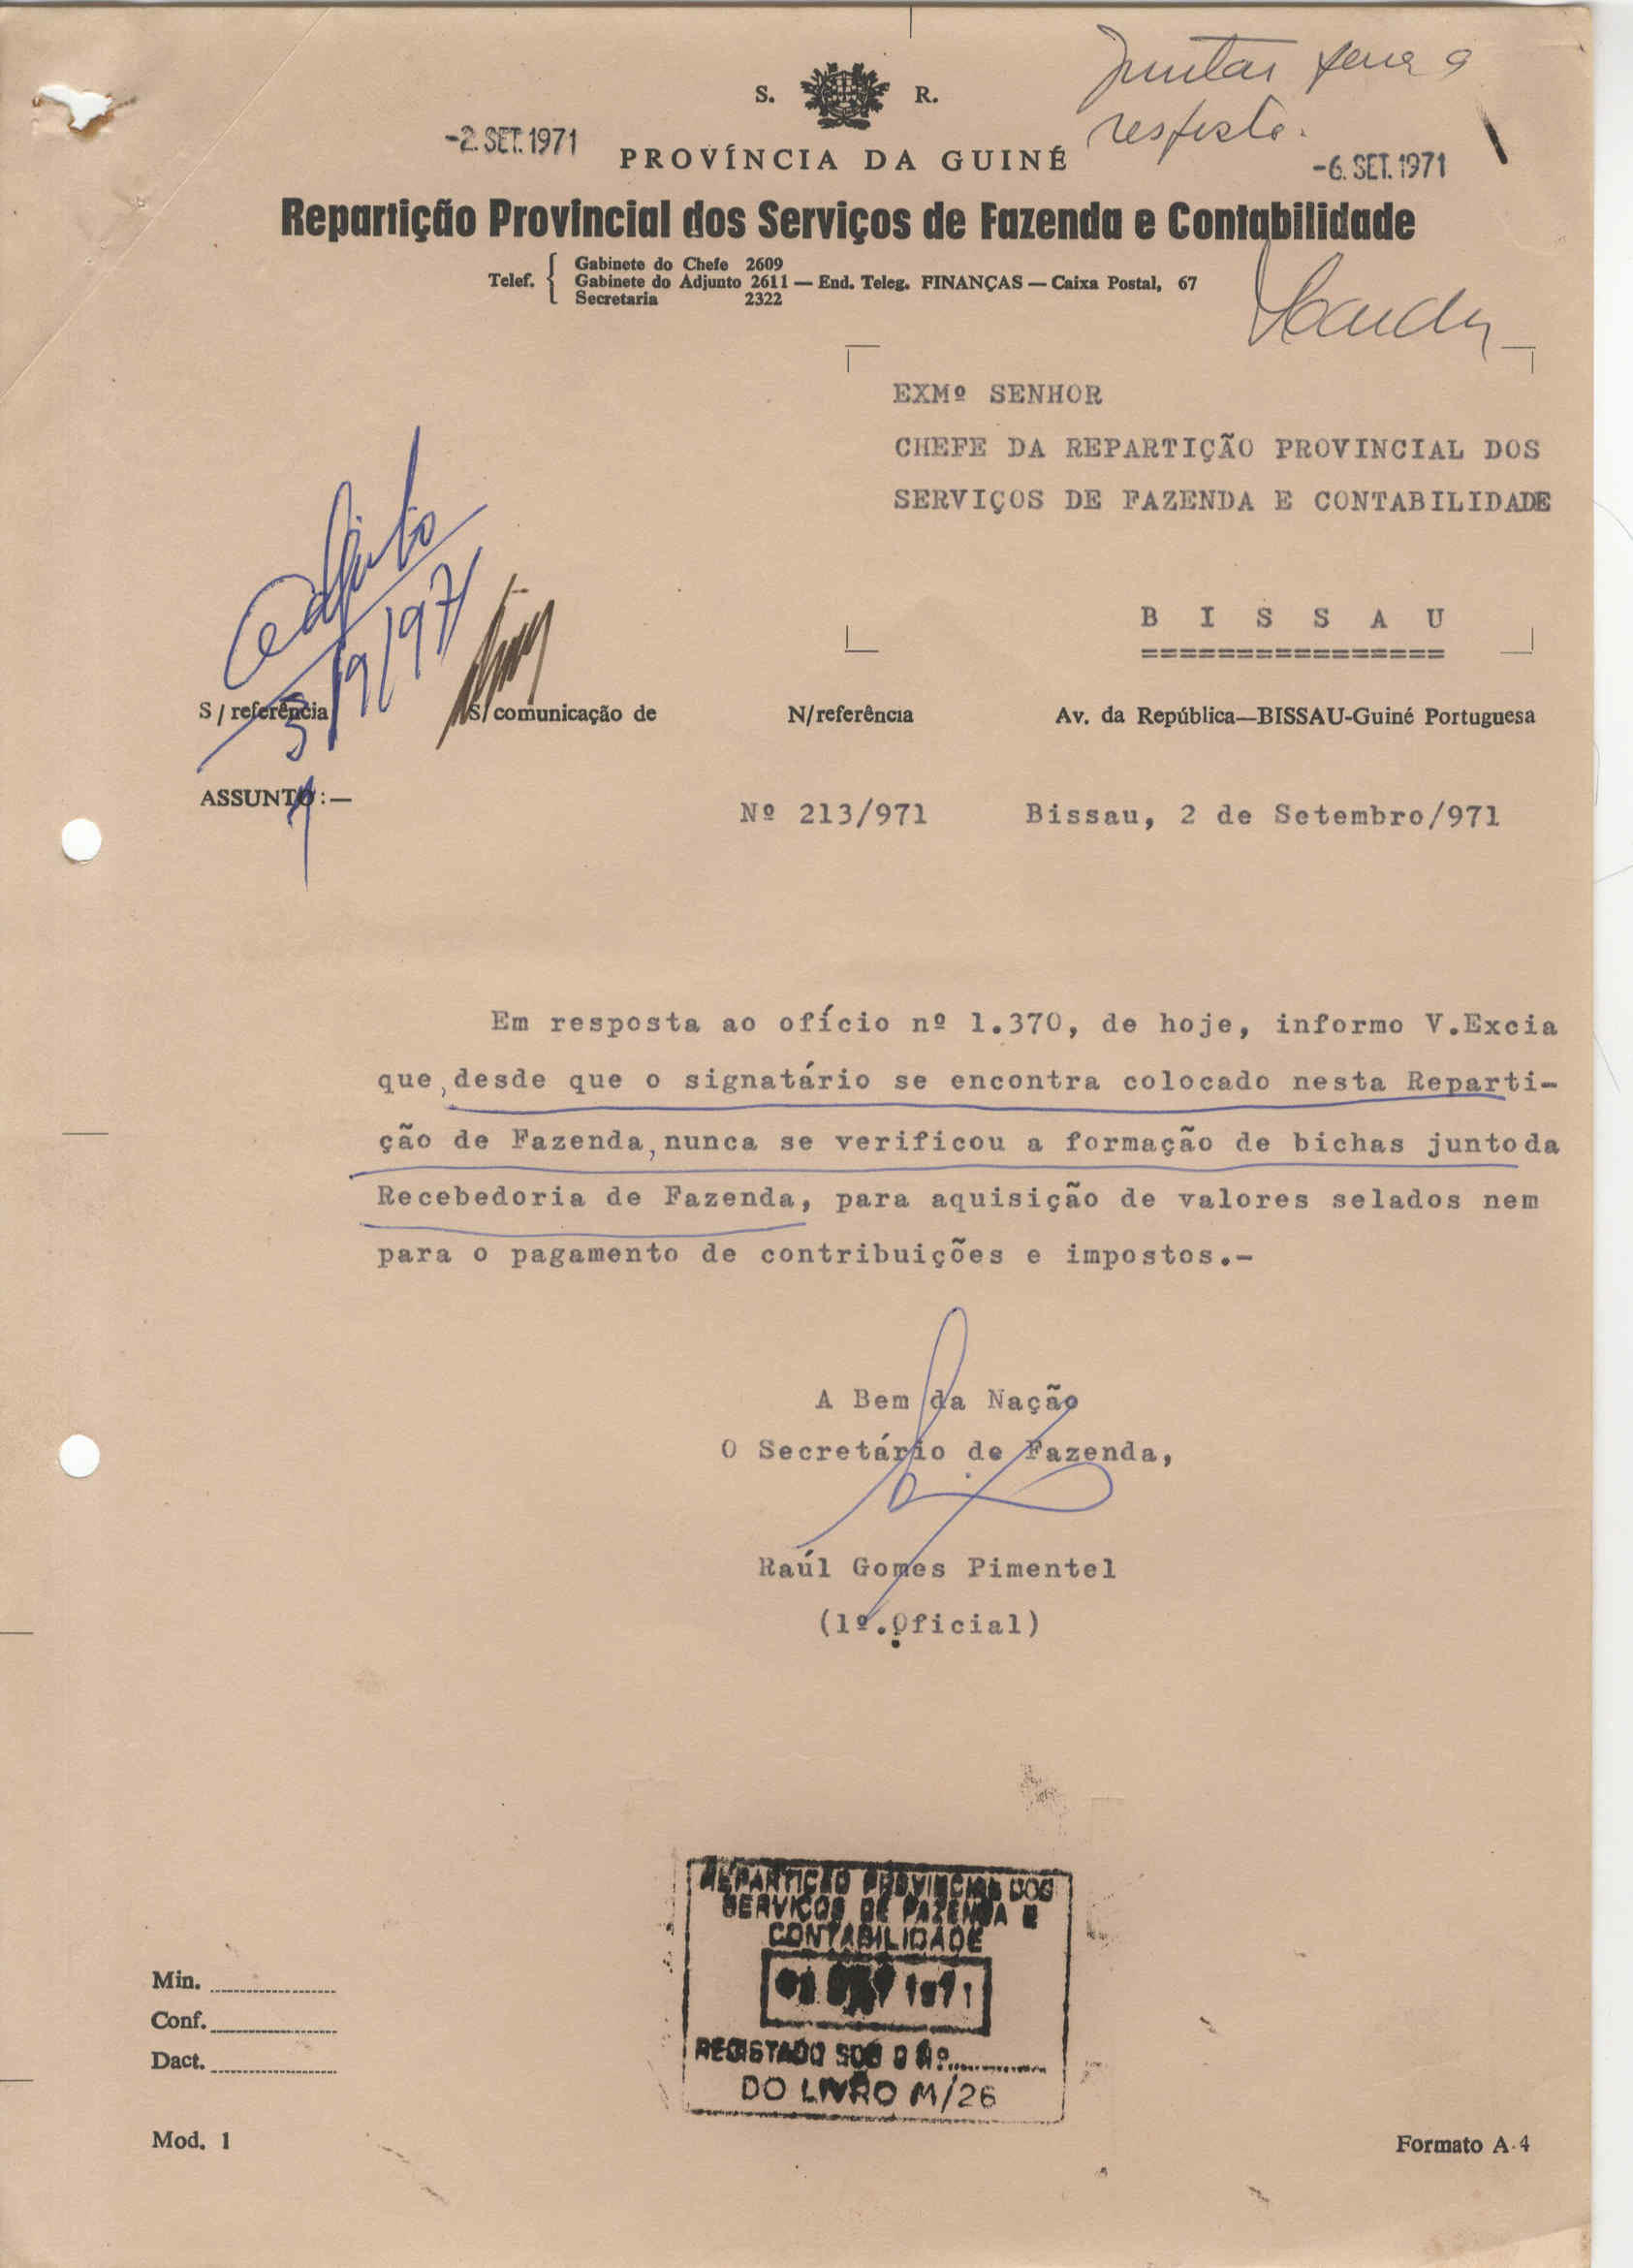 Juntar para a
resposta.
S. R.
-2. SET. 1971
PROVÍNCIA DA GUINÉ
-6. SET. 1971
Repartição Provincial dos Serviços de Fazenda e Contabilidade
Telef.
Gabinete do Chefe 2609
Gabinete do Adjunto 2611 — End. Teleg. FINANÇAS — Caixa Postal, 67
Secretaria 2322
EXMº SENHOR
CHEFE DA REPARTIÇÃO PROVINCIAL DOS
SERVIÇOS DE FAZENDA E CONTABILIDADE
B I S S A U
================
S/referência S/comunicação de N/referência Av. da República—BISSAU-Guiné Portuguesa
ASSUNTO:—
Nº 213/971 Bissau, 2 de Setembro/971
Em resposta ao ofício nº 1.370, de hoje, informo V.Excia
que, desde que o signatário se encontra colocado nesta Reparti-
ção de Fazenda, nunca se verificou a formação de bichas junto da
Recebedoria de Fazenda, para aquisição de valores selados nem
para o pagamento de contribuições e impostos.-
A Bem da Nação
O Secretário de Fazenda,
Raúl Gomes Pimentel
(1º.Oficial)
REPARTIÇÃO PROVINCIAL DOS
SERVIÇOS DE FAZENDA E
CONTABILIDADE
REGISTADO SOB O Nº..........
DO LIVRO M/26
Min.
Conf.
Dact.
Mod. 1
Formato A-4